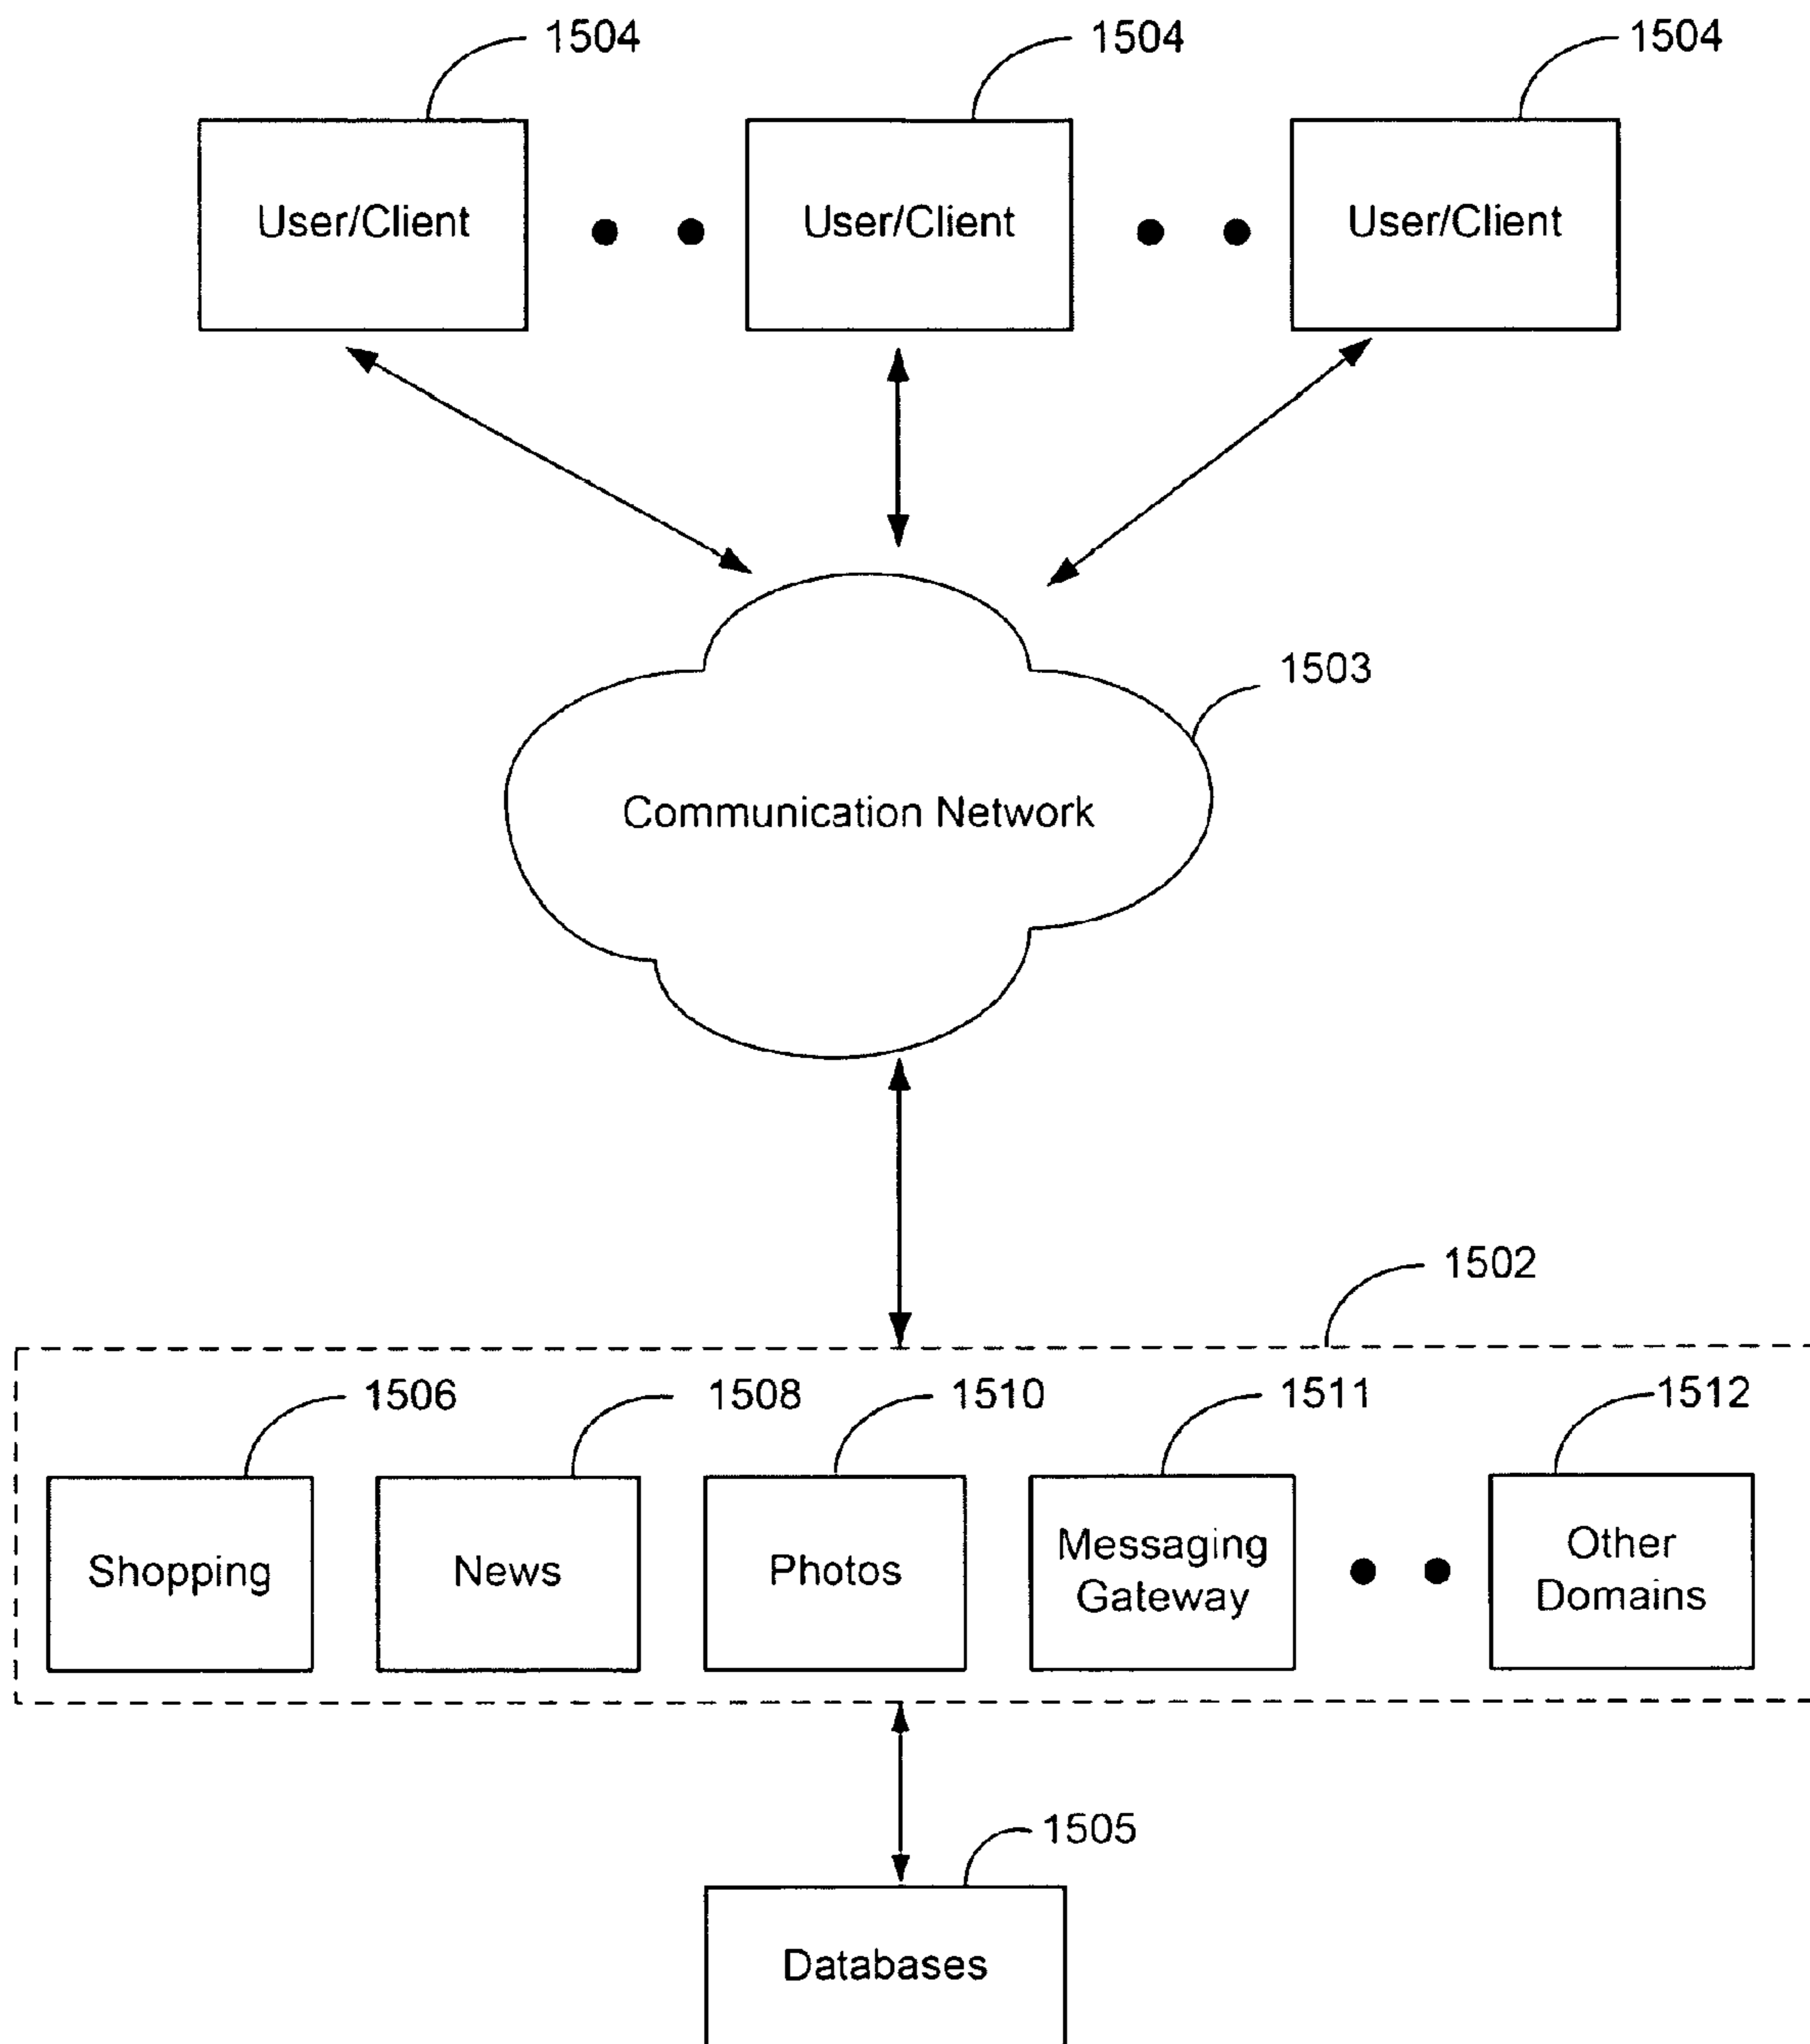 1504 1504 1504
User/Client User/Client User/Client
1503
Communication Network
1502
1506 1508 1510 1511 1512
Shopping News Photos Messaging Gateway Other Domains
1505
Databases